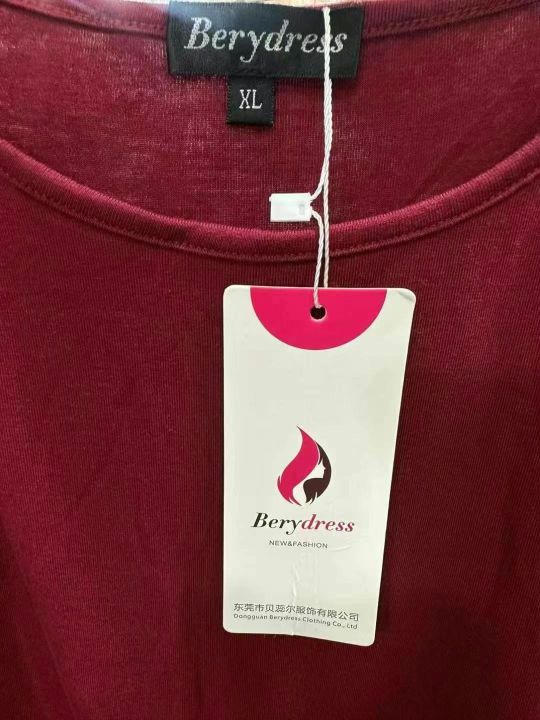 Berydress
XL
Berydress
NEW&FASHION
东莞市贝蕊尔服饰有限公司
Dongguan Berydress Clothing Co., Ltd